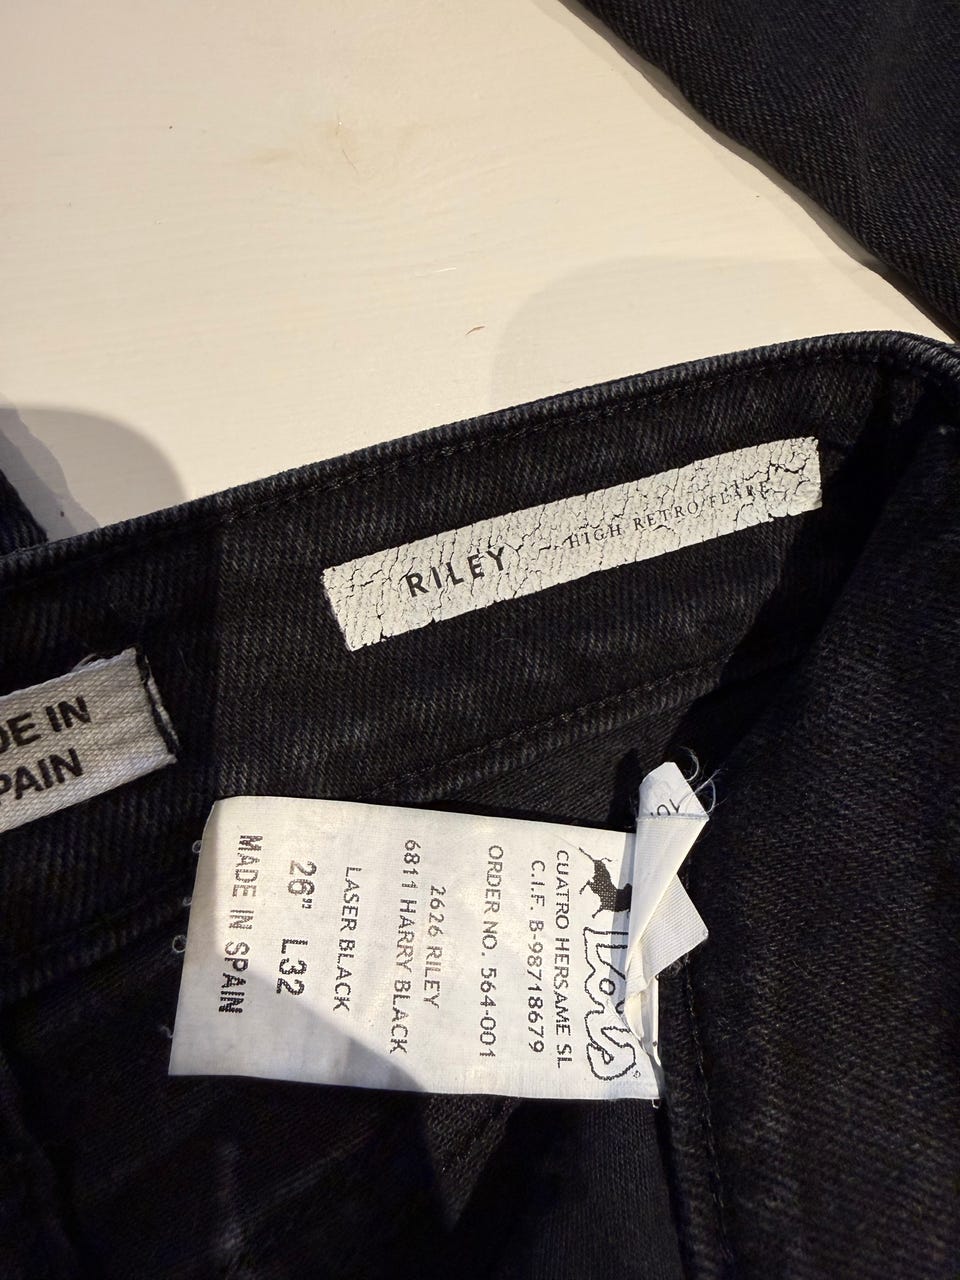 RILEY - HIGH RETRO FLARE
DE IN
PAIN
Lois
CUATRO HERSAME SL
C.I.F. B-98718679
ORDER NO. 564-001
2626 RILEY
6811 HARRY BLACK
LASER BLACK
26" L32
MADE IN SPAIN